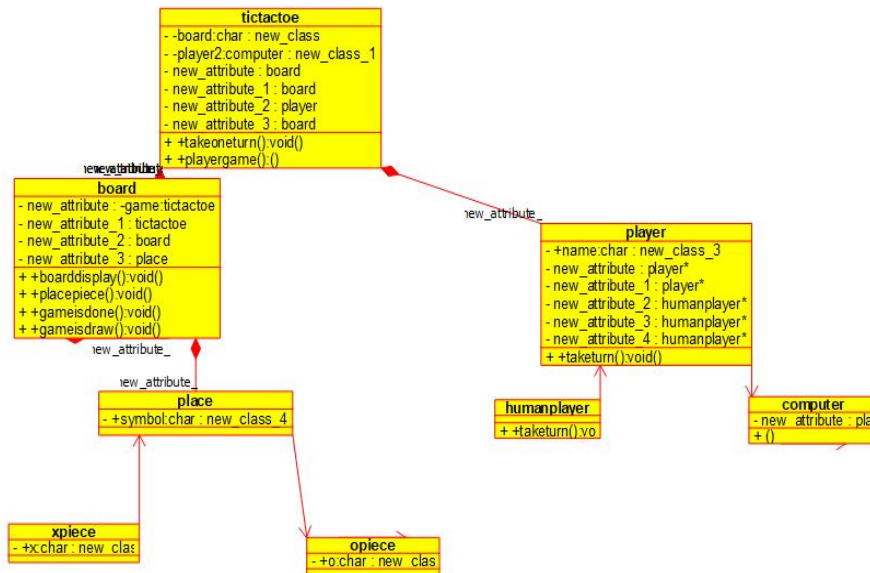 tictactoe
- -board:char : new_class
- -player2:computer : new_class_1
- new_attribute : board
- new_attribute_1 : board
- new_attribute_2 : player
- new_attribute_3 : board
+ +takeoneturn():void()
+ +playergame():()
board
- new_attribute : -game:tictactoe
- new_attribute_1 : tictactoe
- new_attribute_2 : board
- new_attribute_3 : place
+ +boarddisplay():void()
+ +placepiece():void()
+ +gameisdone():void()
+ +gameisdraw():void()
new_attribute_
new_attribute_
new_attribute_
player
- +name:char : new_class_3
- new_attribute : player*
- new_attribute_1 : player*
- new_attribute_2 : humanplayer*
- new_attribute_3 : humanplayer*
- new_attribute_4 : humanplayer*
+ +taketurn():void()
place
- +symbol:char : new_class_4
humanplayer
+ +taketurn():vo
computer
- new_attribute : pla
+ ()
xpiece
- +x:char : new_clas
opiece
- +o:char : new_clas